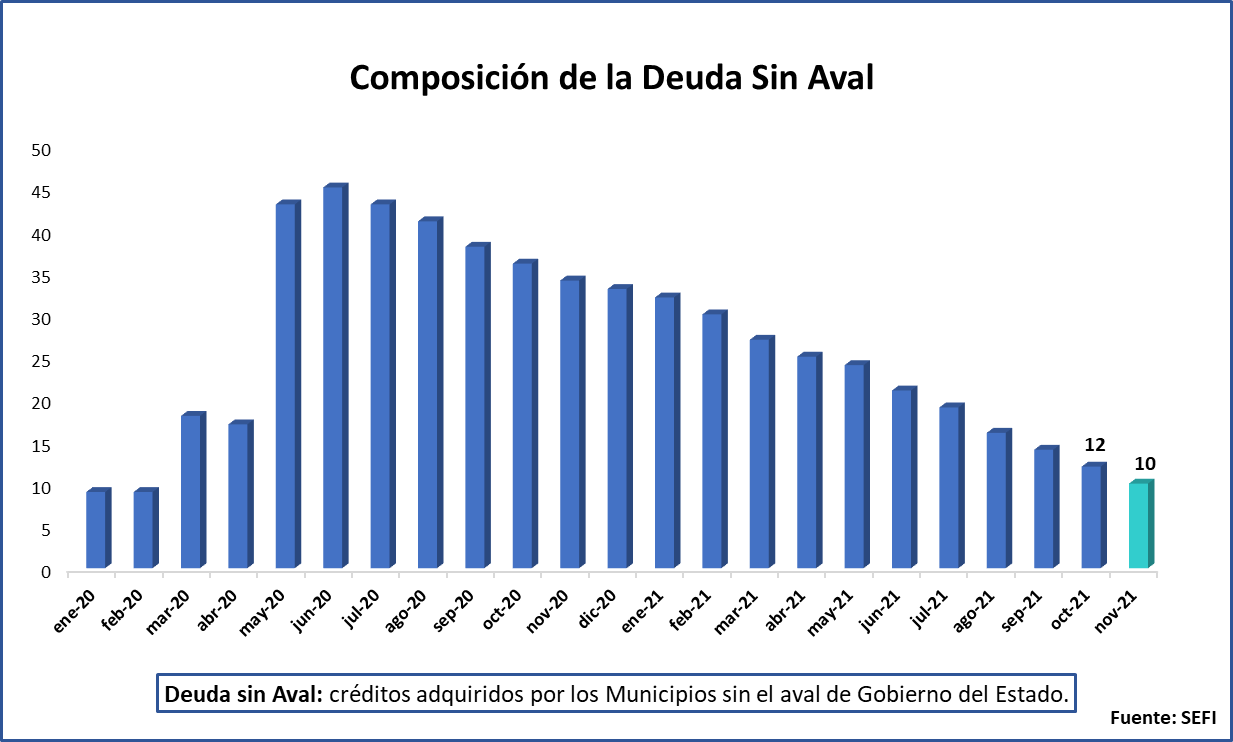 Composición de la Deuda Sin Aval
50
45
40
35
30
25
20
15
10
5
0
12
10
ene-20
feb-20
mar-20
abr-20
may-20
jun-20
jul-20
ago-20
sep-20
oct-20
nov-20
dic-20
ene-21
feb-21
mar-21
abr-21
may-21
jun-21
jul-21
ago-21
sep-21
oct-21
nov-21
Deuda sin Aval: créditos adquiridos por los Municipios sin el aval de Gobierno del Estado.
Fuente: SEFI